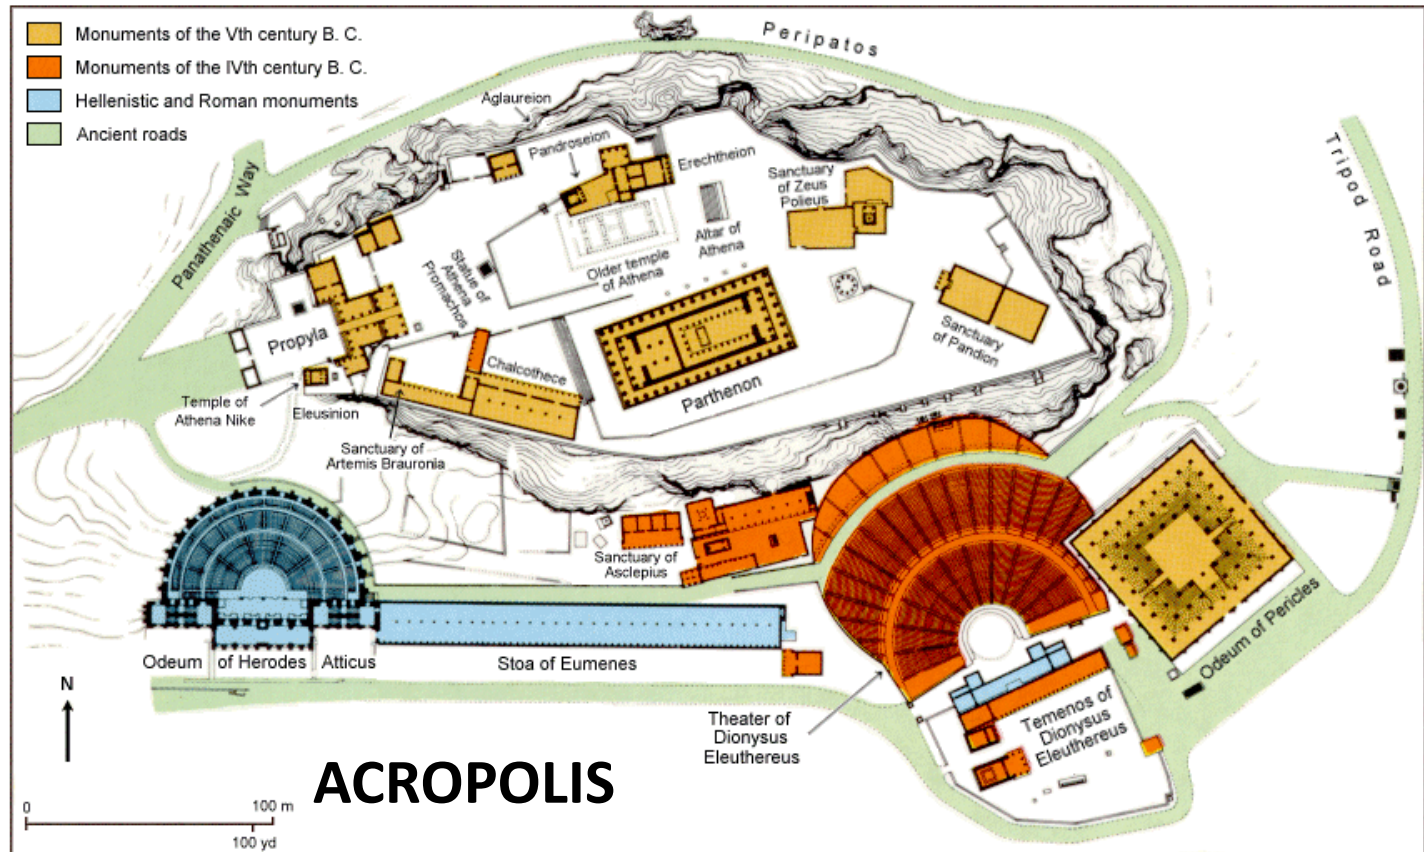 Monuments of the Vth century B. C.
Monuments of the IVth century B. C.
Hellenistic and Roman monuments
Ancient roads
Peripatos
Aglaureion
Tripod Road
Pandroseion
Erechtheion
Panathenaic Way
Sanctuary
of Zeus
Polieus
Altar of
Athena
Statue of
Athena
Promachos
Older temple
of Athena
Propyla
Sanctuary
of Pandion
Chalcothece
Parthenon
Temple of
Athena Nike
Eleusinion
Sanctuary of
Artemis Brauronia
Sanctuary of
Asclepius
Odeum of Pericles
Odeum of Herodes Atticus
Stoa of Eumenes
Theater of
Dionysus
Eleuthereus
Temenos of
Dionysus
Eleuthereus
N
ACROPOLIS
0 100 m
100 yd